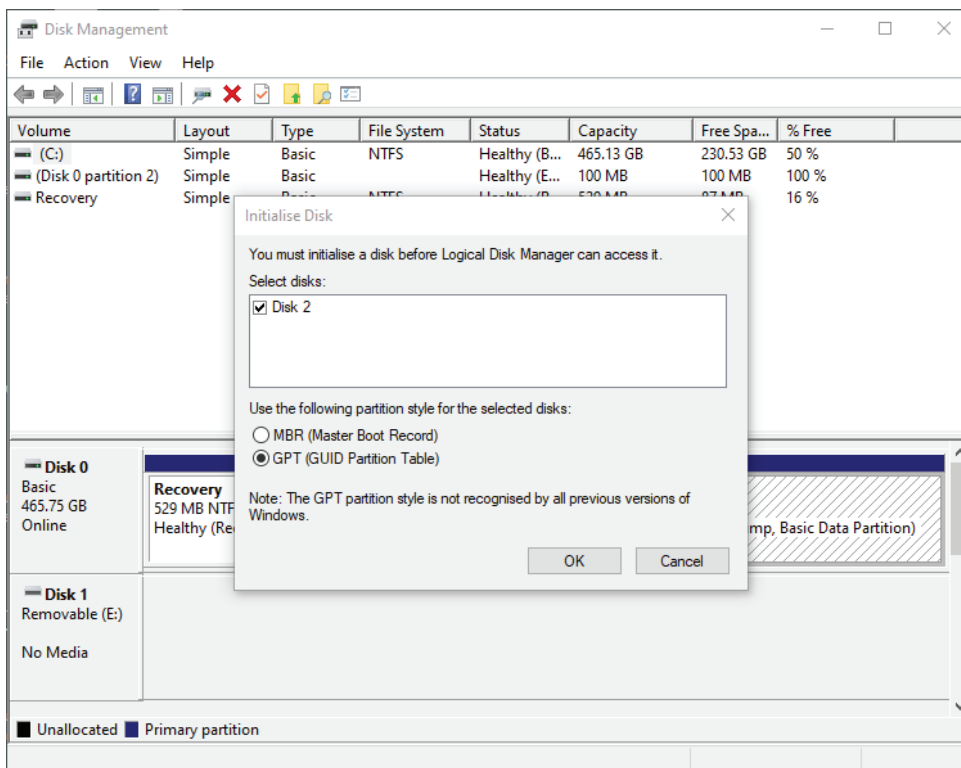 Disk Management
File Action View Help
Volume Layout Type File System Status Capacity Free Spa... % Free
(C:) Simple Basic NTFS Healthy (B... 465.13 GB 230.53 GB 50 %
(Disk 0 partition 2) Simple Basic Healthy (E... 100 MB 100 MB 100 %
Recovery Simple 16 %
Initialise Disk
You must initialise a disk before Logical Disk Manager can access it.
Select disks:
Disk 2
Use the following partition style for the selected disks:
MBR (Master Boot Record)
GPT (GUID Partition Table)
Note: The GPT partition style is not recognised by all previous versions of
Windows.
OK Cancel
Disk 0
Basic
465.75 GB
Online
Recovery
529 MB NTF
Healthy (Re
mp, Basic Data Partition)
Disk 1
Removable (E:)
No Media
Unallocated Primary partition